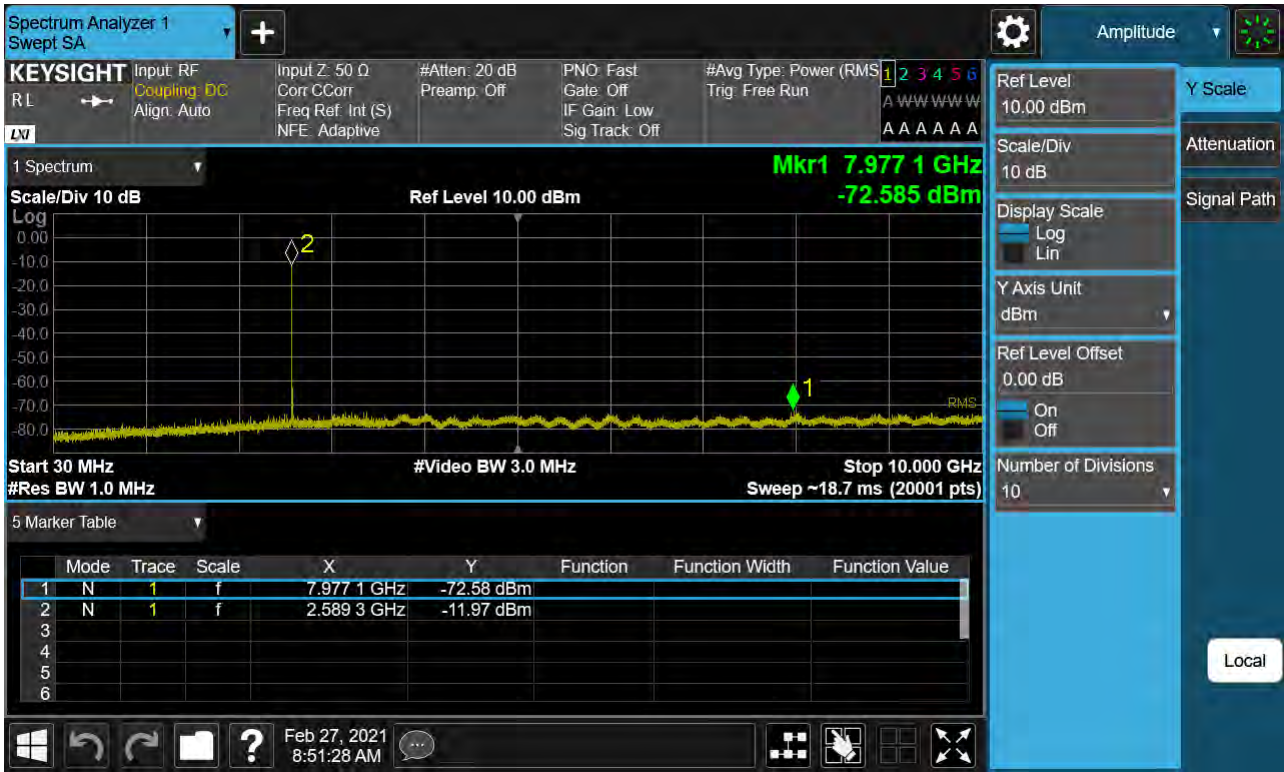 Spectrum Analyzer 1
Swept SA
Amplitude
KEYSIGHT
RL
LXI
Input: RF
Coupling: DC
Align: Auto
Input Z: 50 Ω
Corr CCorr
Freq Ref: Int (S)
NFE: Adaptive
#Atten: 20 dB
Preamp: Off
PNO: Fast
Gate: Off
IF Gain: Low
Sig Track: Off
#Avg Type: Power (RMS
Trig: Free Run
1 2 3 4 5 6
A W W W W W
A A A A A A
1 Spectrum
Mkr1 7.977 1 GHz
-72.585 dBm
Scale/Div 10 dB
Ref Level 10.00 dBm
Log
0.00
-10.0
-20.0
-30.0
-40.0
-50.0
-60.0
-70.0
-80.0
2
1
RMS
Start 30 MHz
#Video BW 3.0 MHz
Stop 10.000 GHz
#Res BW 1.0 MHz
Sweep ~18.7 ms (20001 pts)
5 Marker Table
Mode Trace Scale X Y Function Function Width Function Value
1 N 1 f 7.977 1 GHz -72.58 dBm
2 N 1 f 2.589 3 GHz -11.97 dBm
3
4
5
6
Feb 27, 2021
8:51:28 AM
Ref Level
10.00 dBm
Scale/Div
10 dB
Display Scale
Log
Lin
Y Axis Unit
dBm
Ref Level Offset
0.00 dB
On
Off
Number of Divisions
10
Y Scale
Attenuation
Signal Path
Local